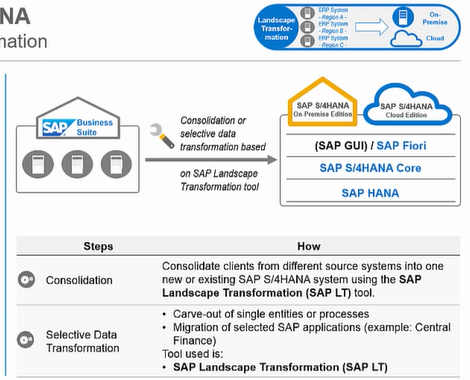 NA
mation
Landscape
Transfor-
mation
ERP System
- Region A -
ERP System
- Region B -
ERP System
- Region C -
On-
Premise
Cloud
SAP Business
Suite
Consolidation or
selective data
transformation based
on SAP Landscape
Transformation tool
SAP S/4HANA
On-Premise Edition
SAP S/4HANA
Cloud Edition
(SAP GUI) / SAP Fiori
SAP S/4HANA Core
SAP HANA
Steps How
Consolidation
Consolidate clients from different source systems into one
new or existing SAP S/4HANA system using the SAP
Landscape Transformation (SAP LT) tool.
Selective Data
Transformation
• Carve-out of single entities or processes
• Migration of selected SAP applications (example: Central
Finance)
Tool used is:
• SAP Landscape Transformation (SAP LT)